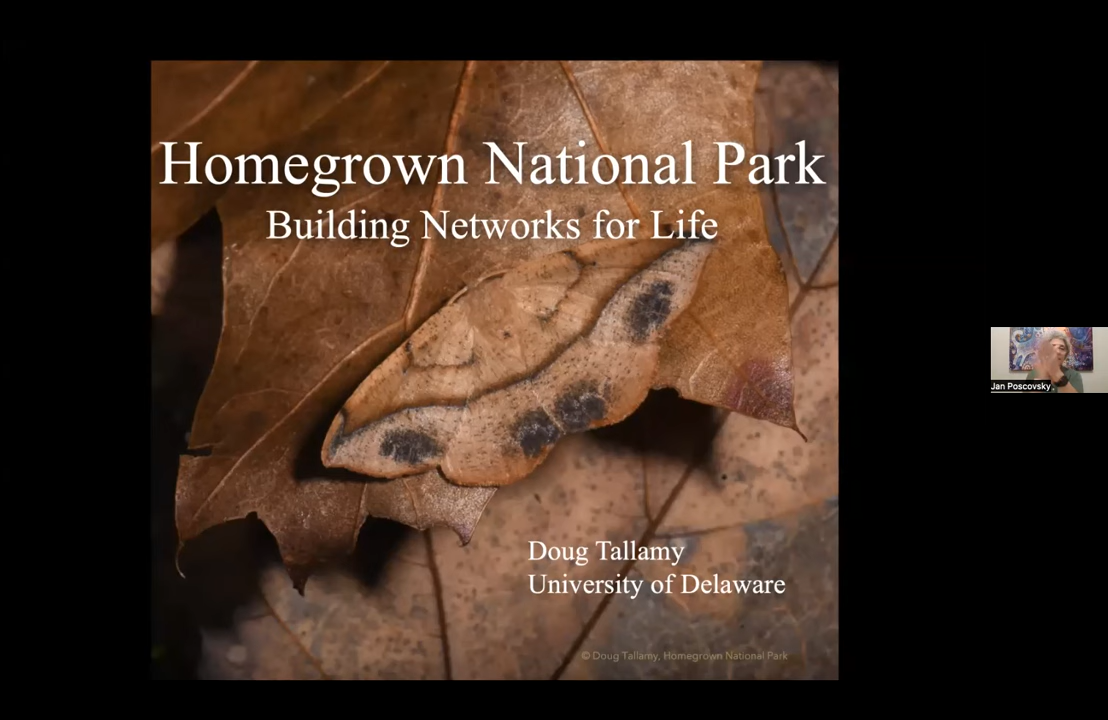 Homegrown National Park
Building Networks for Life
Doug Tallamy
University of Delaware
© Doug Tallamy, Homegrown National Park
Jan Poscovsky